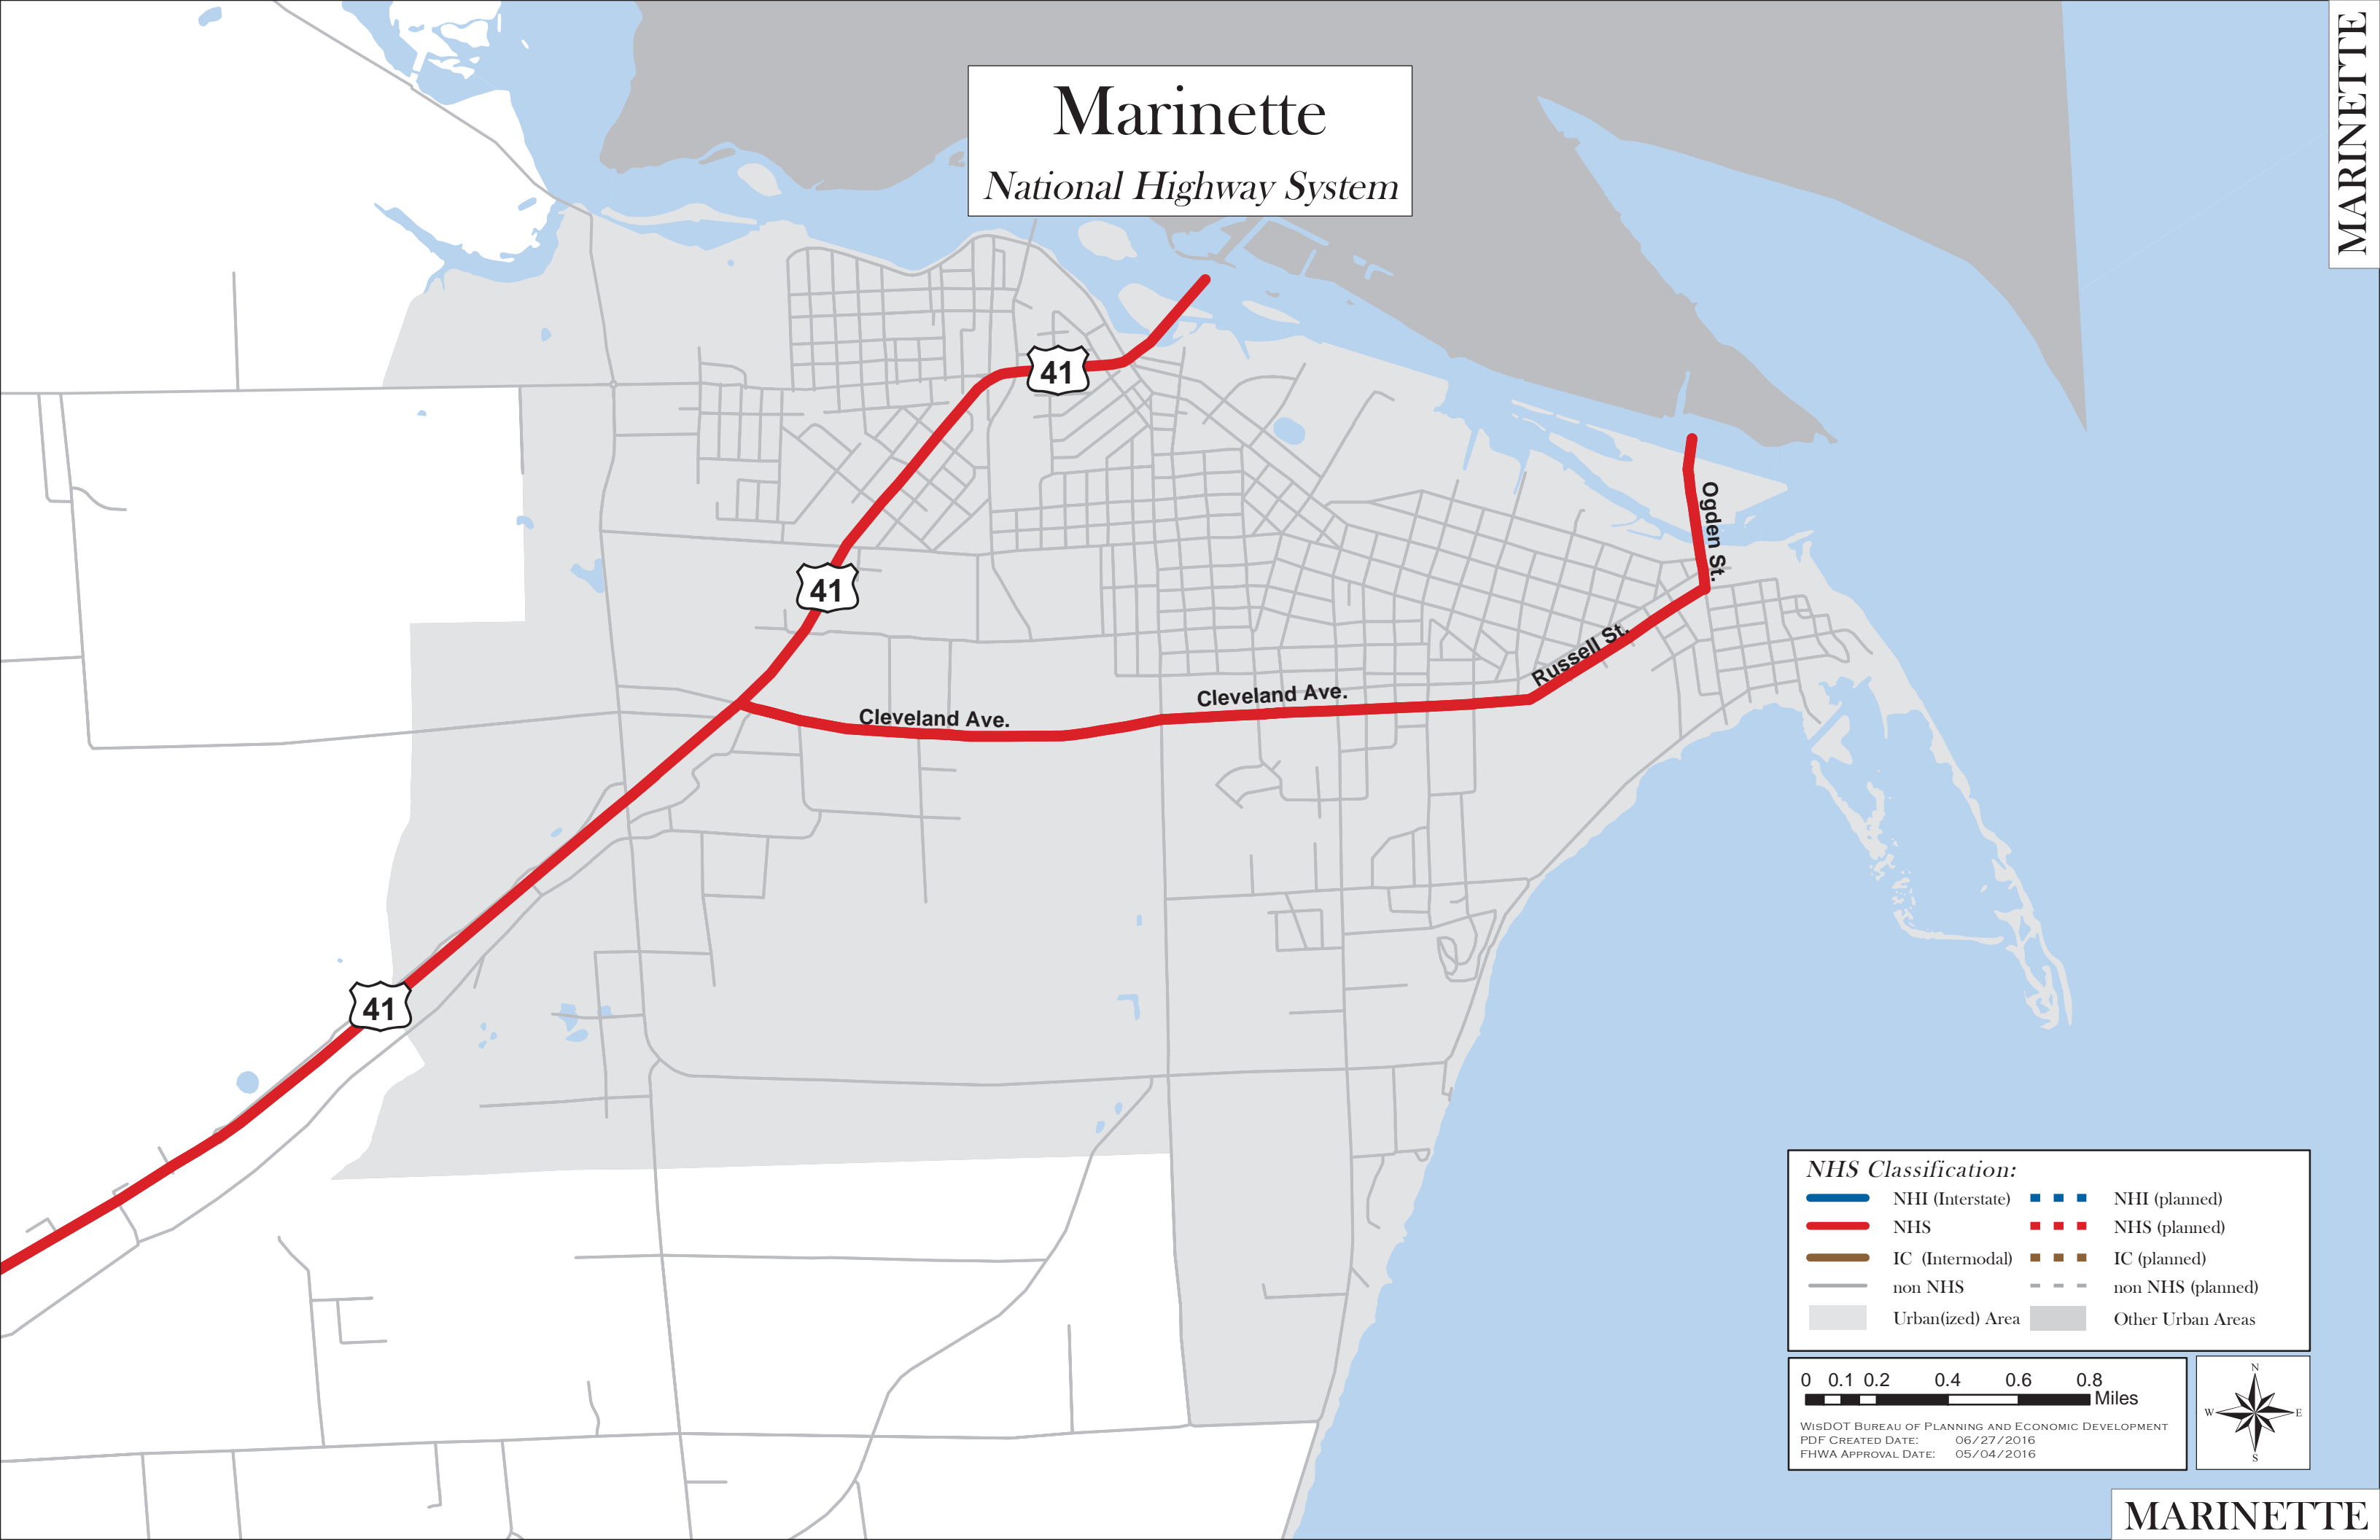 Marinette
National Highway System
MARINETTE
41
41
41
Ogden St.
Russell St.
Cleveland Ave.
Cleveland Ave.
NHS Classification:
NHI (Interstate) NHI (planned)
NHS NHS (planned)
IC (Intermodal) IC (planned)
non NHS non NHS (planned)
Urban(ized) Area Other Urban Areas
0 0.1 0.2 0.4 0.6 0.8
Miles
WisDOT Bureau of Planning and Economic Development
PDF Created Date: 06/27/2016
FHWA Approval Date: 05/04/2016
N
W E
S
MARINETTE